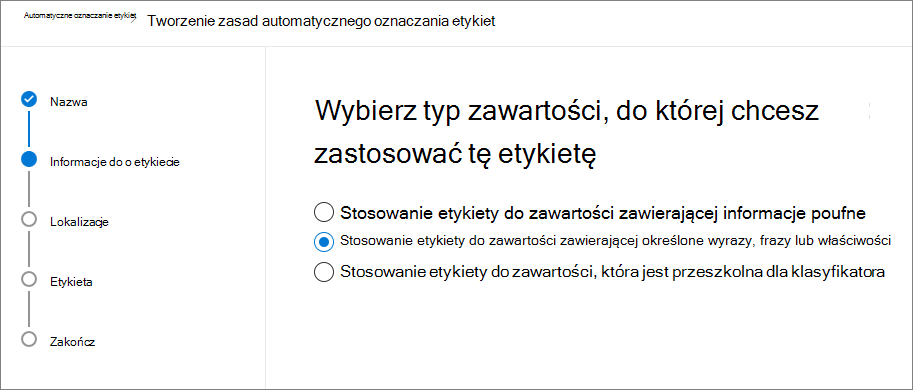 Automatyczne oznaczanie etykiet
Tworzenie zasad automatycznego oznaczania etykiet
Nazwa
Informacje do o etykiecie
Lokalizacje
Etykieta
Zakończ
Wybierz typ zawartości, do której chcesz
zastosować tę etykietę
Stosowanie etykiety do zawartości zawierającej informacje poufne
Stosowanie etykiety do zawartości zawierającej określone wyrazy, frazy lub właściwości
Stosowanie etykiety do zawartości, która jest przeszkolna dla klasyfikatora